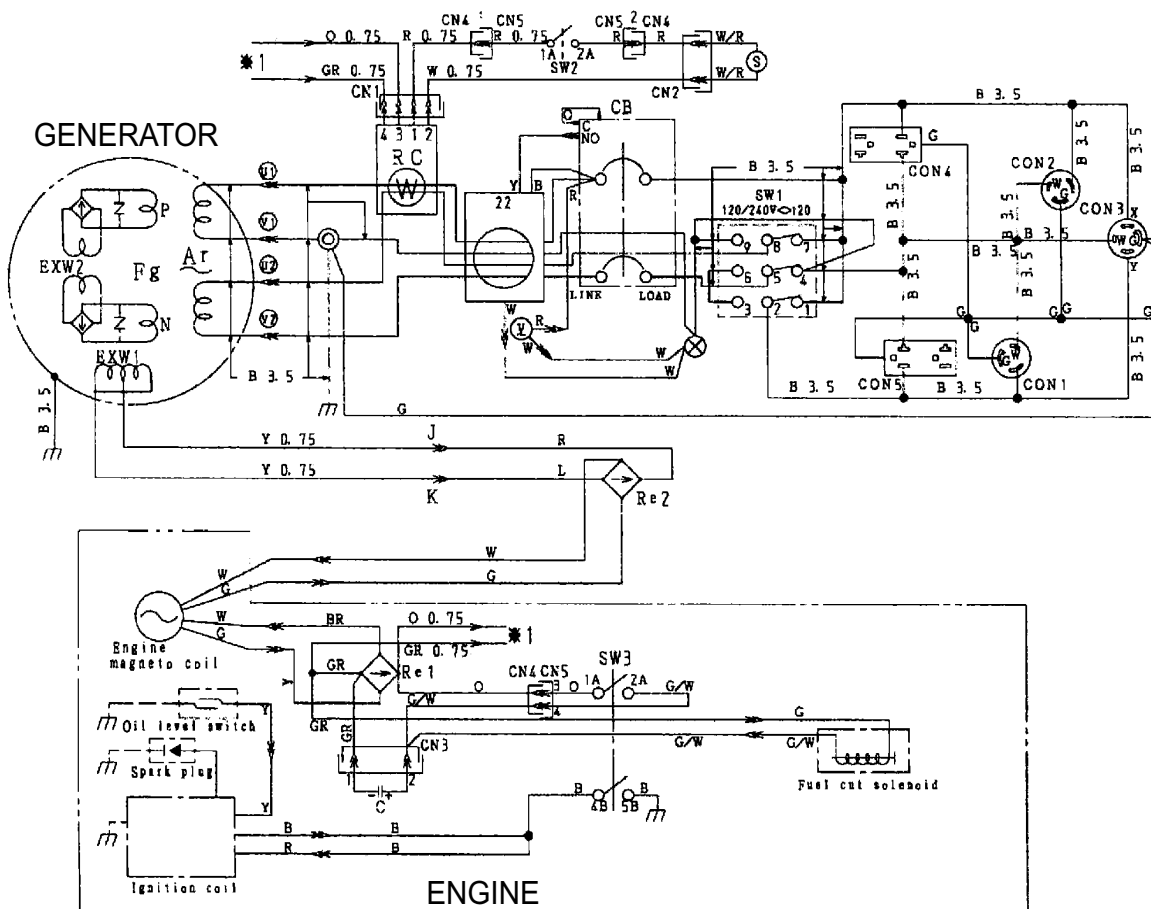 CN4 1 CN5
CN5 2 CN4
O 0.75
R 0.75
R
R 0.75
1A
2A
SW2
R
R
W/R
S
※1
GR 0.75
W 0.75
W/R
CN1
CN2
CB
B 3.5
GENERATOR
4 3 1 2
RC
W
O
C
NO
G
CON4
B 3.5
CON2
W
G
B 3.5
CON3
U1
Y
B
R
B 3.5
SW1
120/240V⇔120
P
22
V1
X
EXW2
Fg
Ar
9 8 7
B 3.5
B 3.5
OWG
U2
6 5 4
Y
B 3.5
N
LINE
LOAD
3 2 1
V2
W
V
R
W
G
G
G
G
G
EXW1
W
W
W
G
CON5
CON1
B 3.5
B 3.5
B 3.5
B 3.5
B 3.5
G
Y 0.75
J
R
Y 0.75
K
L
Re2
W
G
W
G
W
G
BR
O 0.75
※1
GR 0.75
Engine
magneto coil
Y
GR
Re1
CN4 CN5
SW3
O
3
O
1A
2A
G/W
G/W
4
Oil level switch
Y
GR
GR
G
CN3
G/W
G/W
Spark plug
1
2
C
Fuel cut solenoid
Y
B
4B
5B
B
B
B
R
B
Ignition coil
ENGINE